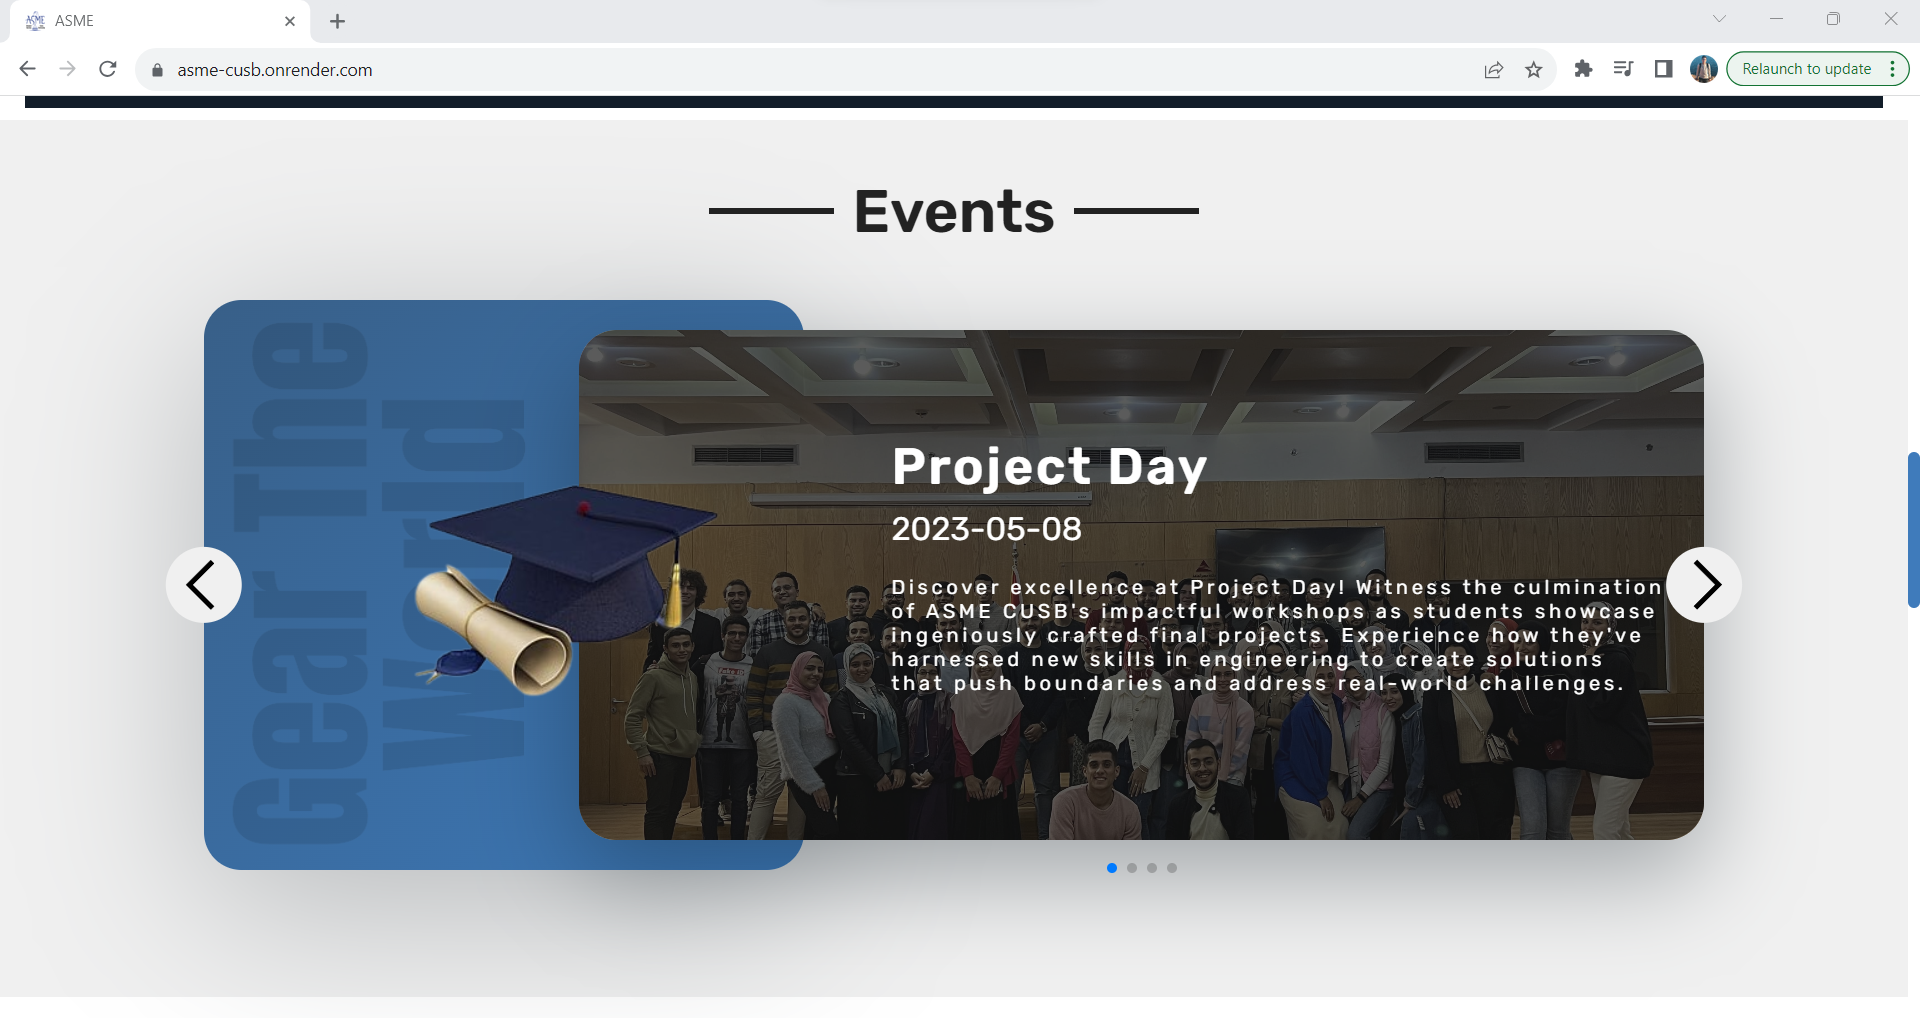 ASME
asme-cusb.onrender.com
Relaunch to update
Events
Gear The
World
Project Day
2023-05-08
Discover excellence at Project Day! Witness the culmination
of ASME CUSB's impactful workshops as students showcase
ingeniously crafted final projects. Experience how they've
harnessed new skills in engineering to create solutions
that push boundaries and address real-world challenges.